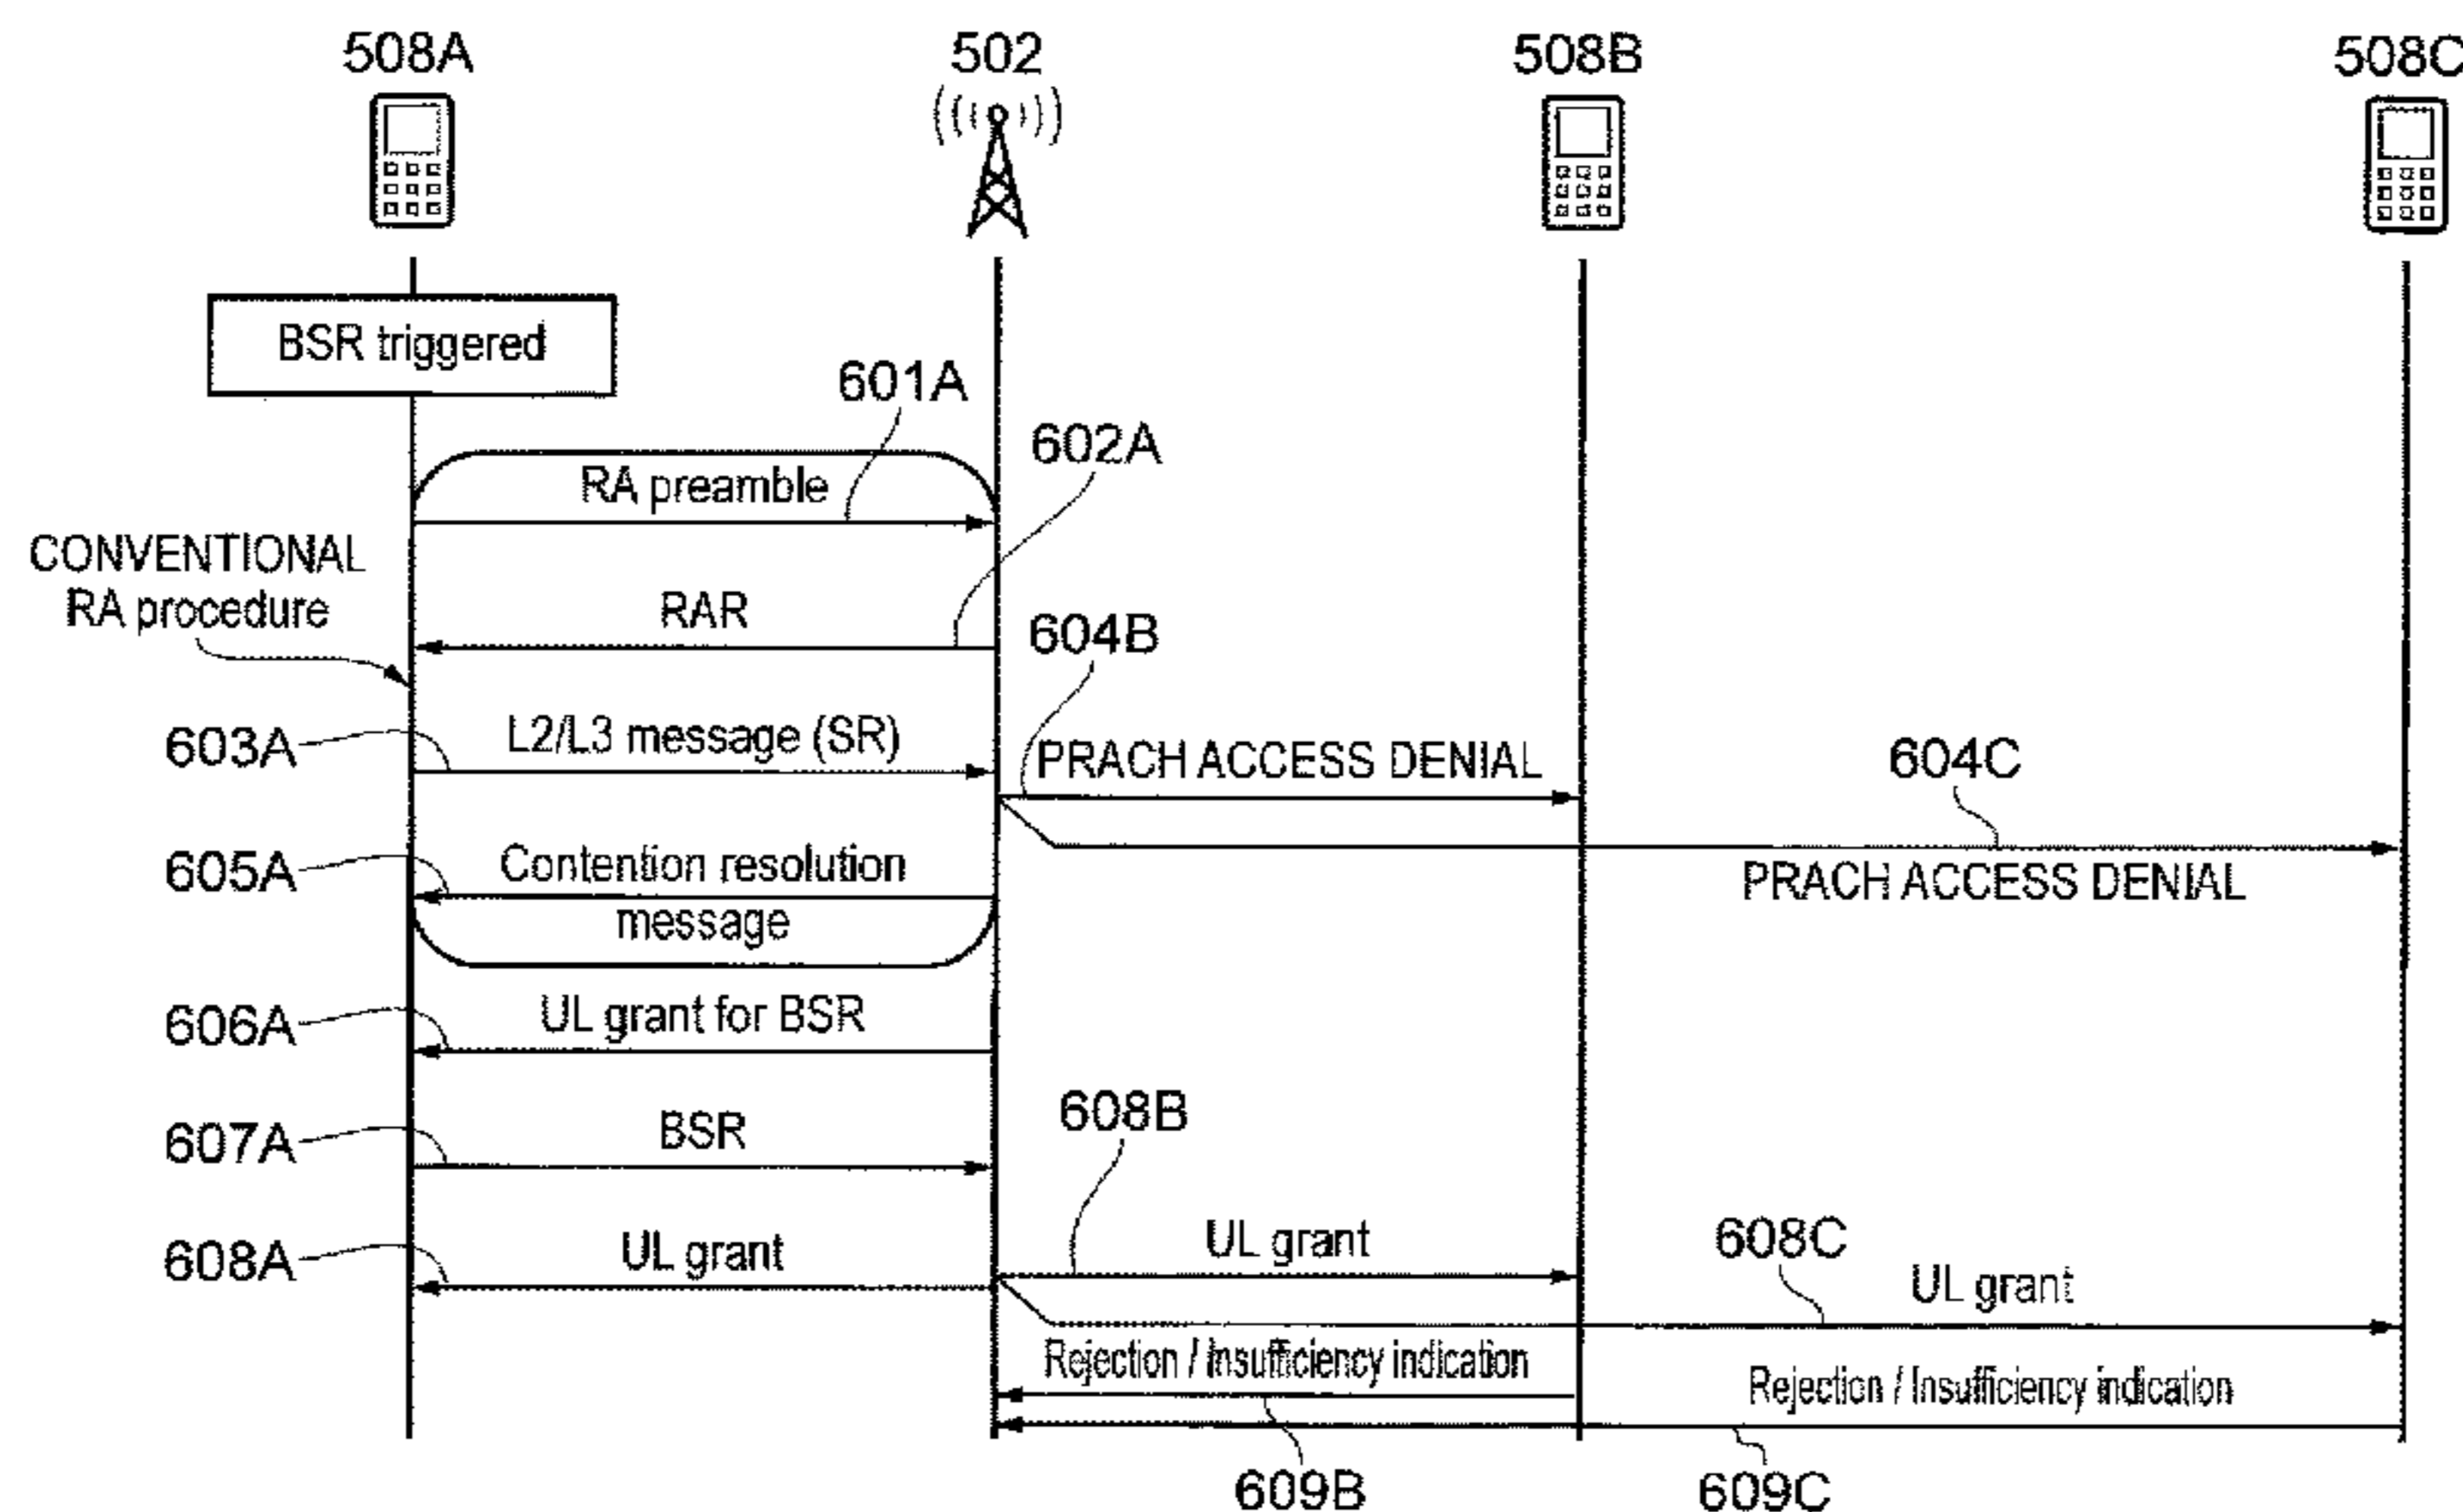 508A
502
508B
508C
BSR triggered
601A
RA preamble
602A
CONVENTIONAL
RA procedure
RAR
604B
603A
L2/L3 message (SR)
PRACH ACCESS DENIAL
604C
605A
Contention resolution
message
PRACH ACCESS DENIAL
606A
UL grant for BSR
607A
BSR
608B
608A
UL grant
UL grant
608C
UL grant
Rejection / Insufficiency indication
Rejection / Insufficiency indication
609B
609C